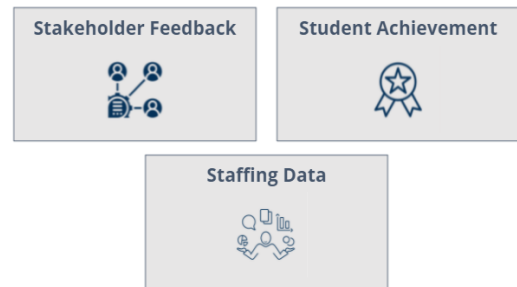 Stakeholder Feedback
Student Achievement
Staffing Data